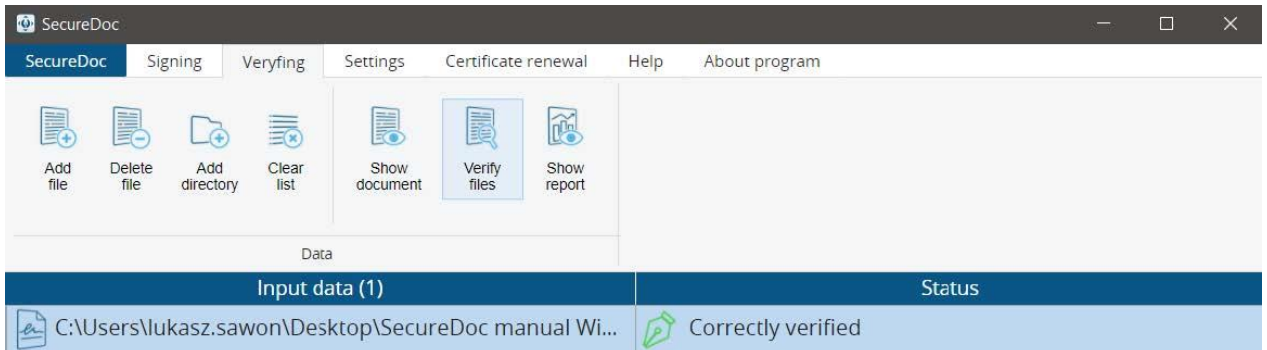 SecureDoc
SecureDoc Signing Veryfing Settings Certificate renewal Help About program
Add file
Delete file
Add directory
Clear list
Show document
Verify files
Show report
Data
Input data (1) Status
C:\Users\lukasz.sawon\Desktop\SecureDoc manual Wi... Correctly verified